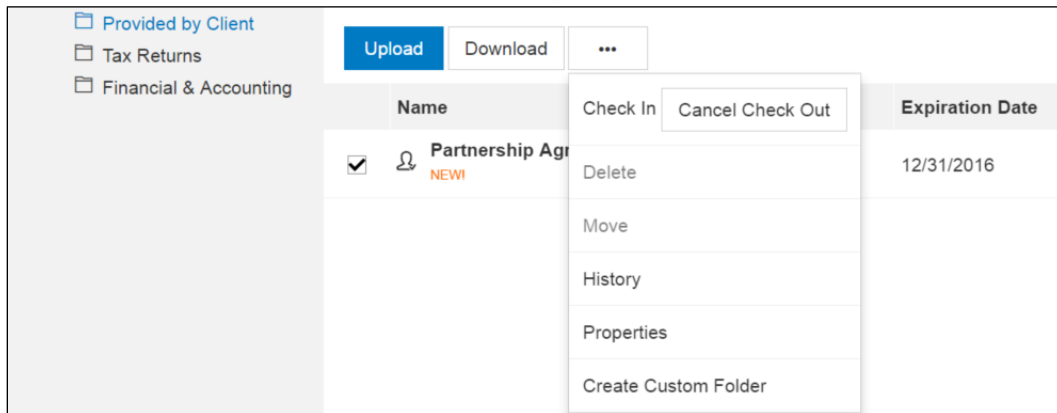 Provided by Client
Tax Returns
Financial & Accounting
Upload Download •••
Name Expiration Date
Check In Cancel Check Out
Partnership Agr
NEW!
12/31/2016
Delete
Move
History
Properties
Create Custom Folder